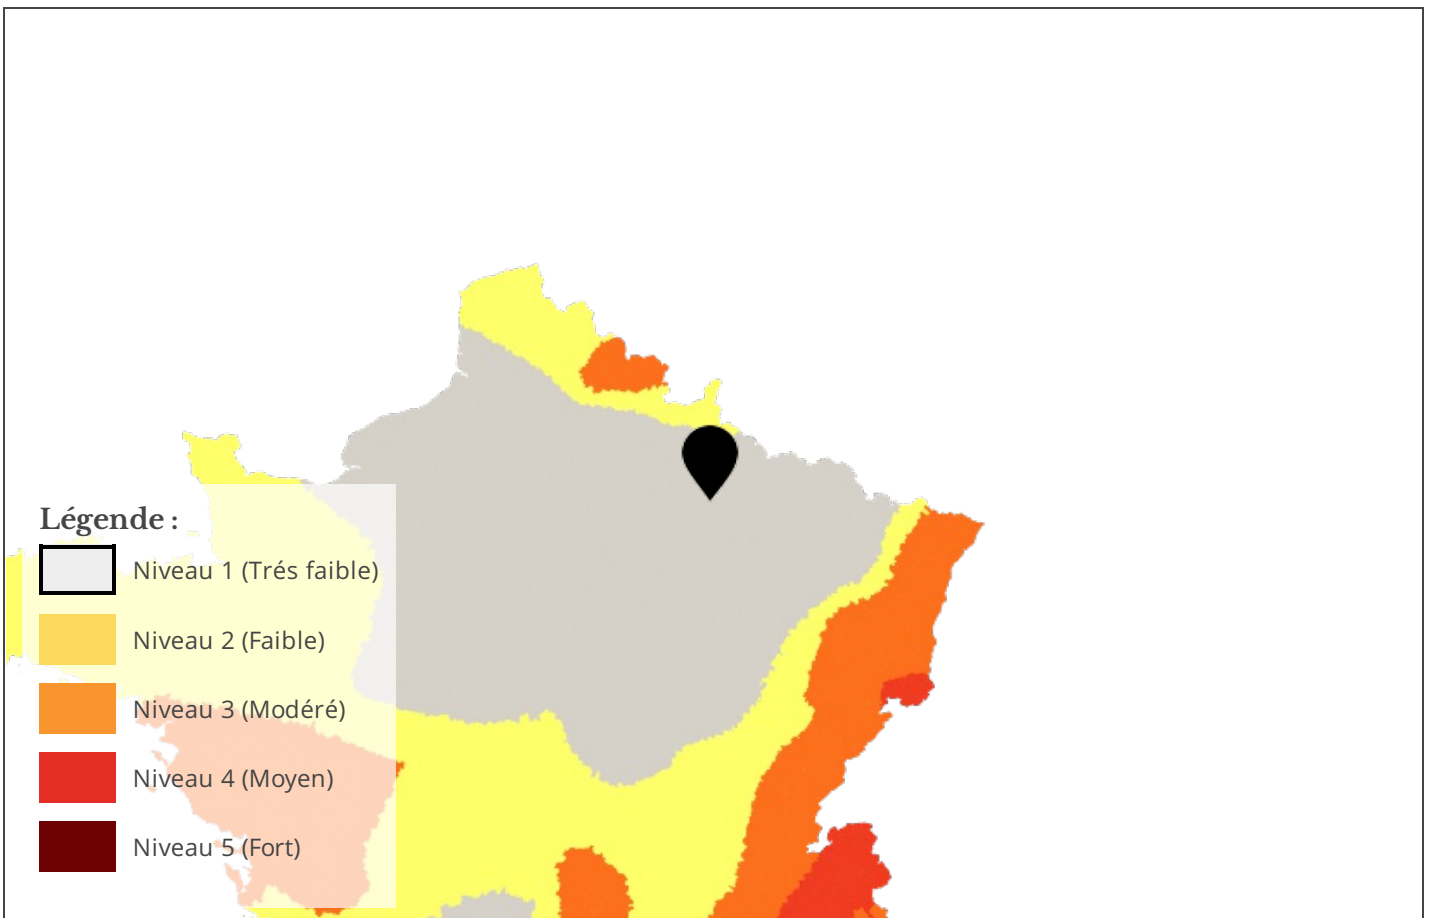 Légende :
Niveau 1 (Trés faible)
Niveau 2 (Faible)
Niveau 3 (Modéré)
Niveau 4 (Moyen)
Niveau 5 (Fort)